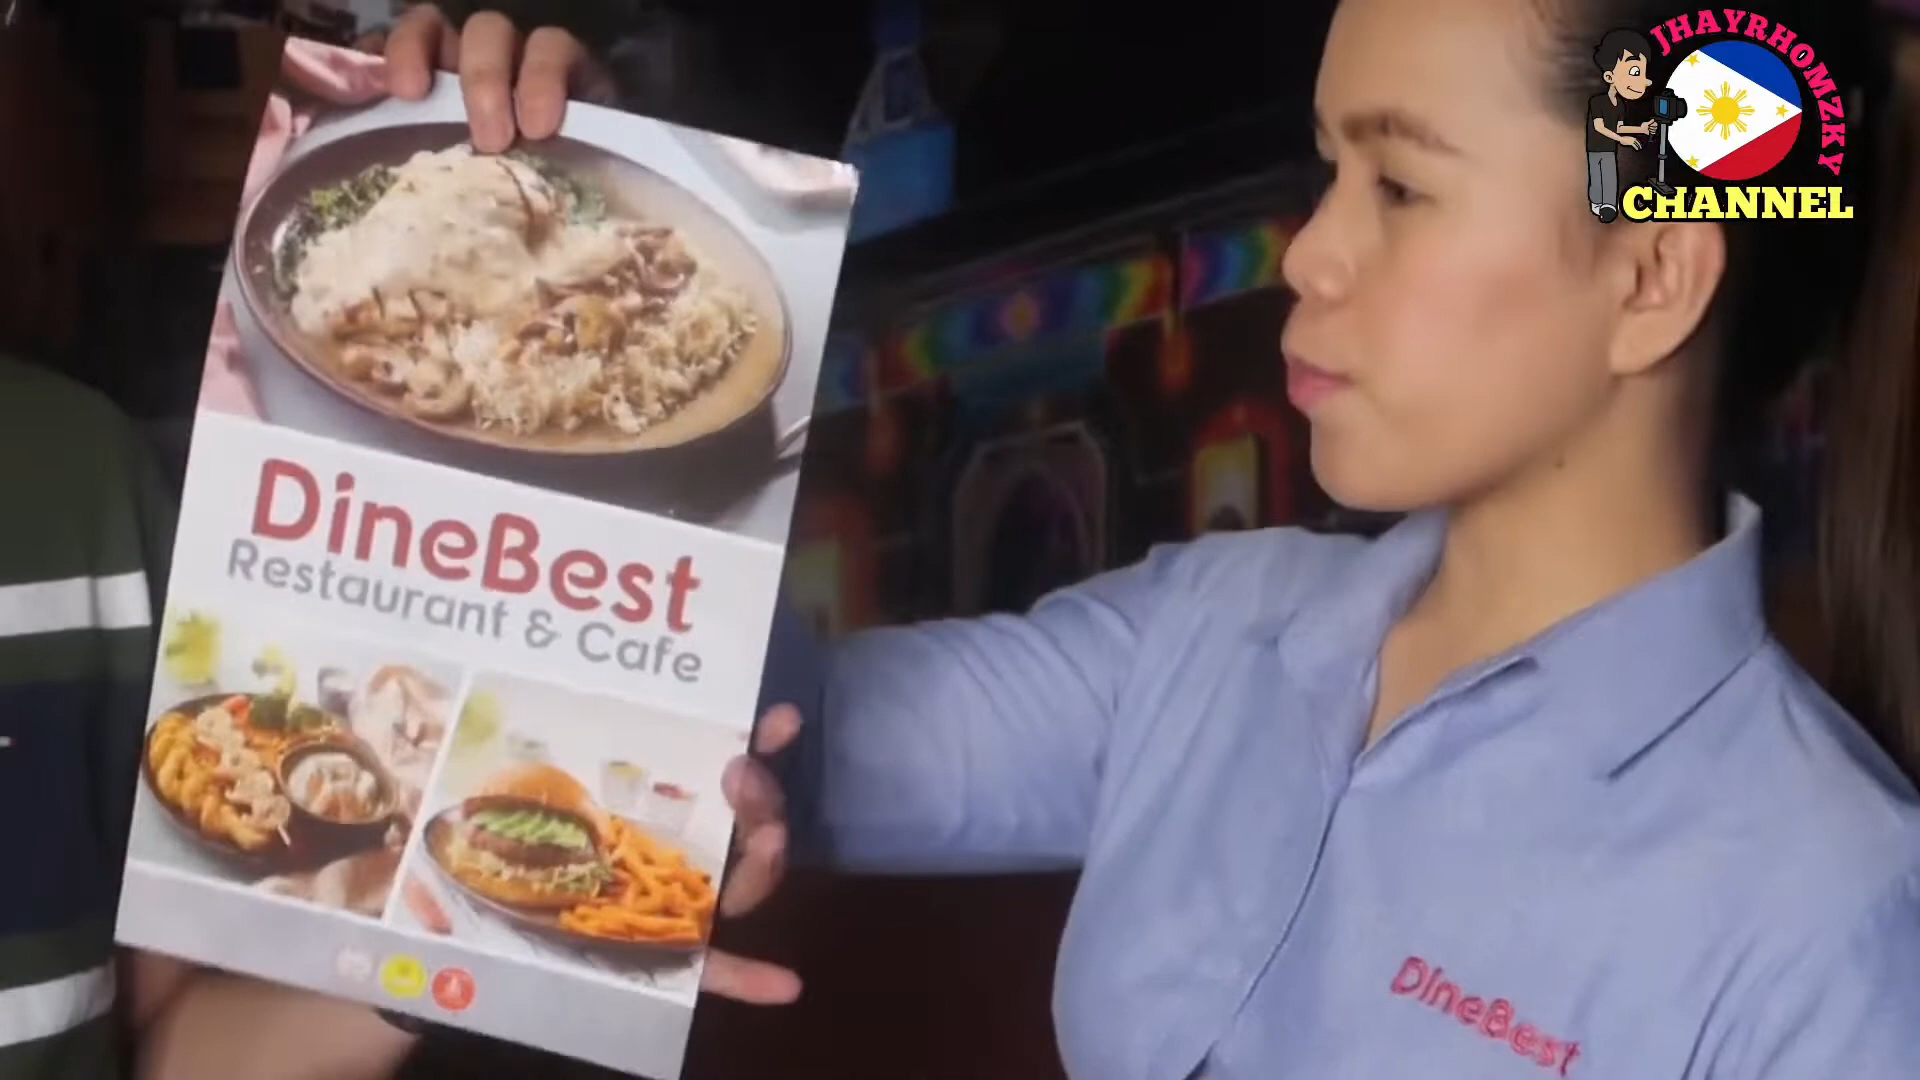 JHAYRHOMZKY
CHANNEL
DineBest
Restaurant & Cafe
DineBest